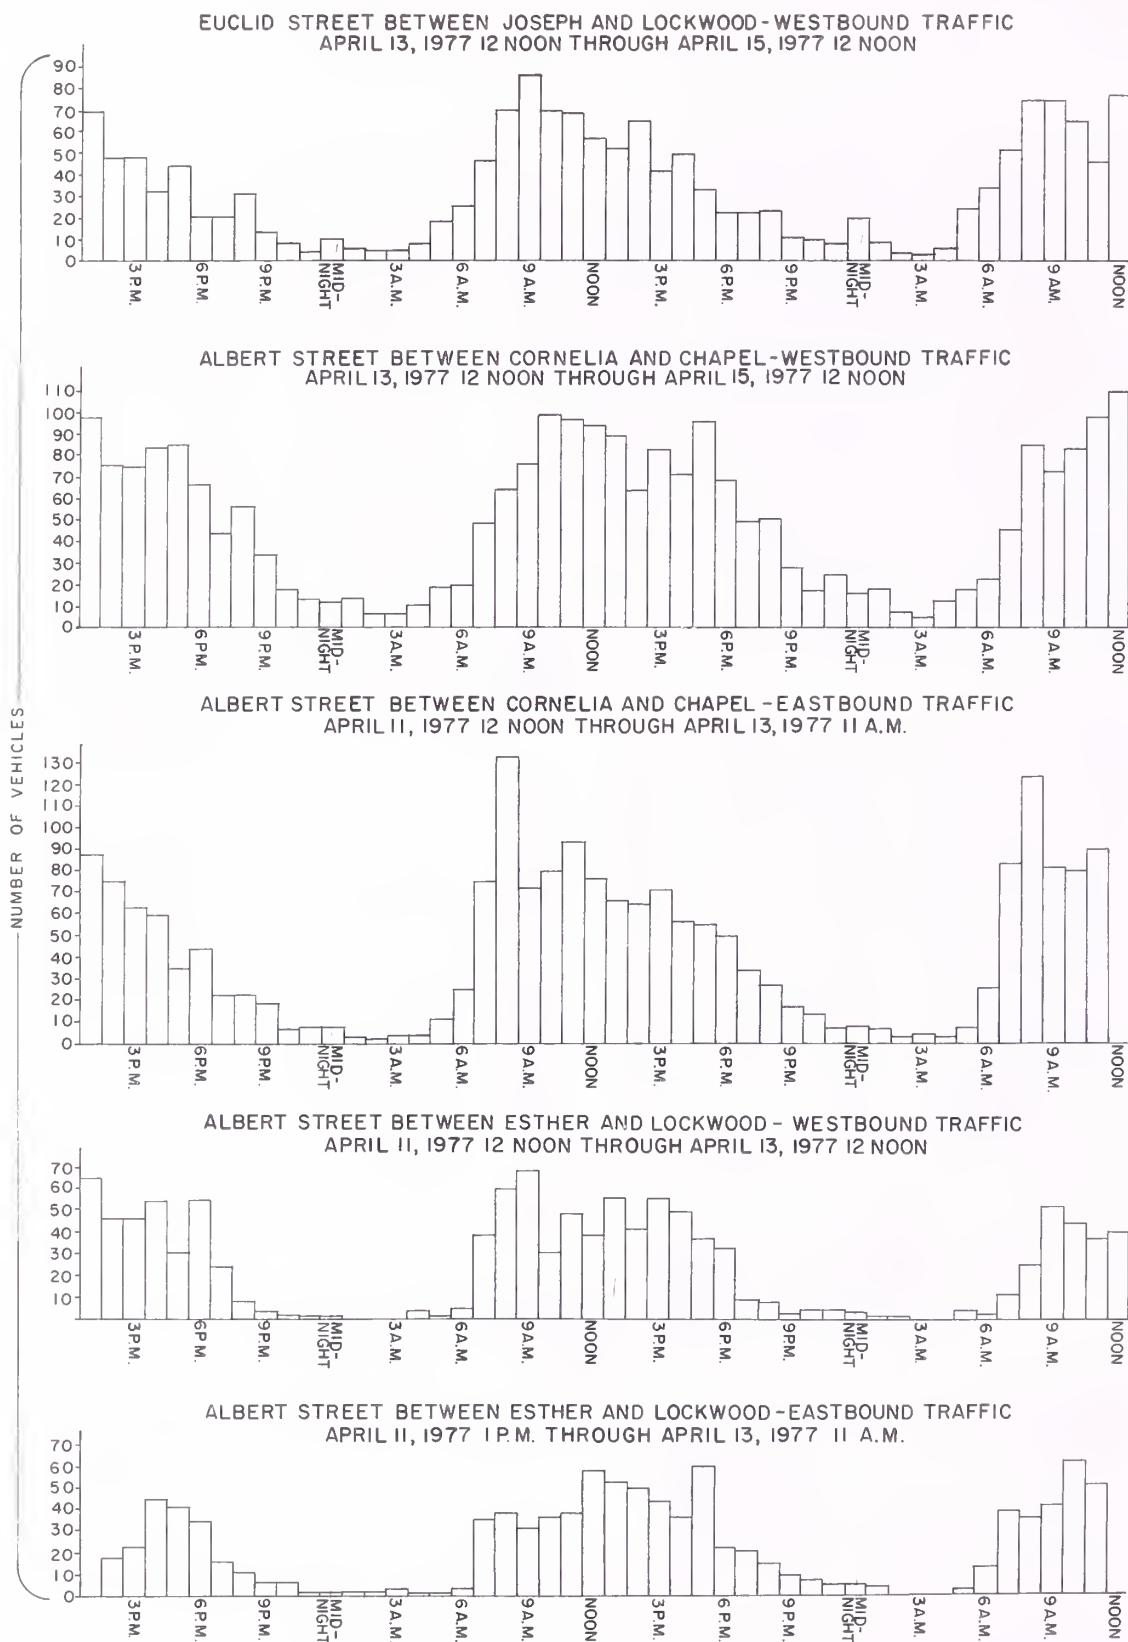 EUCLID STREET BETWEEN JOSEPH AND LOCKWOOD-WESTBOUND TRAFFIC
APRIL 13, 1977 12 NOON THROUGH APRIL 15, 1977 12 NOON
90
80
70
60
50
40
30
20
10
0
3 P.M.
6 P.M.
9 P.M.
MID-
NIGHT
3 A.M.
6 A.M.
9 A.M.
NOON
3 P.M.
6 P.M.
9 P.M.
MID-
NIGHT
3 A.M.
6 A.M.
9 AM.
NOON
ALBERT STREET BETWEEN CORNELIA AND CHAPEL-WESTBOUND TRAFFIC
APRIL 13, 1977 12 NOON THROUGH APRIL 15, 1977 12 NOON
110
100
90
80
70
60
50
40
30
20
10
0
3 P.M.
6 P.M.
9 P.M.
MID-
NIGHT
3 A.M.
6 A.M.
9 A.M.
NOON
3 P.M.
6 P.M.
9 P.M.
MID-
NIGHT
3 A.M.
6 A.M.
9 A.M.
NOON
NUMBER OF VEHICLES
ALBERT STREET BETWEEN CORNELIA AND CHAPEL-EASTBOUND TRAFFIC
APRIL 11, 1977 12 NOON THROUGH APRIL 13, 1977 11 A.M.
130
120
110
100
90
80
70
60
50
40
30
20
10
0
3 P.M.
6 P.M.
9 P.M.
MID-
NIGHT
3 A.M.
6 A.M.
9 A.M.
NOON
3 P.M.
6 P.M.
9 P.M.
MID-
NIGHT
3 A.M.
6 A.M.
9 A.M.
NOON
ALBERT STREET BETWEEN ESTHER AND LOCKWOOD - WESTBOUND TRAFFIC
APRIL 11, 1977 12 NOON THROUGH APRIL 13, 1977 12 NOON
70
60
50
40
30
20
10
3 P.M.
6 P.M.
9 P.M.
MID-
NIGHT
3 A.M.
6 A.M.
9 A.M.
NOON
3 P.M.
6 P.M.
9 P.M.
MID-
NIGHT
3 A.M.
6 A.M.
9 A.M.
NOON
ALBERT STREET BETWEEN ESTHER AND LOCKWOOD-EASTBOUND TRAFFIC
APRIL 11, 1977 1 P.M. THROUGH APRIL 13, 1977 11 A.M.
70
60
50
40
30
20
10
0
3 P.M.
6 P.M.
9 P.M.
MID-
NIGHT
3 A.M.
6 A.M.
9 A.M.
NOON
3 P.M.
6 P.M.
9 P.M.
MID-
NIGHT
3 A.M.
6 A.M.
9 A.M.
NOON